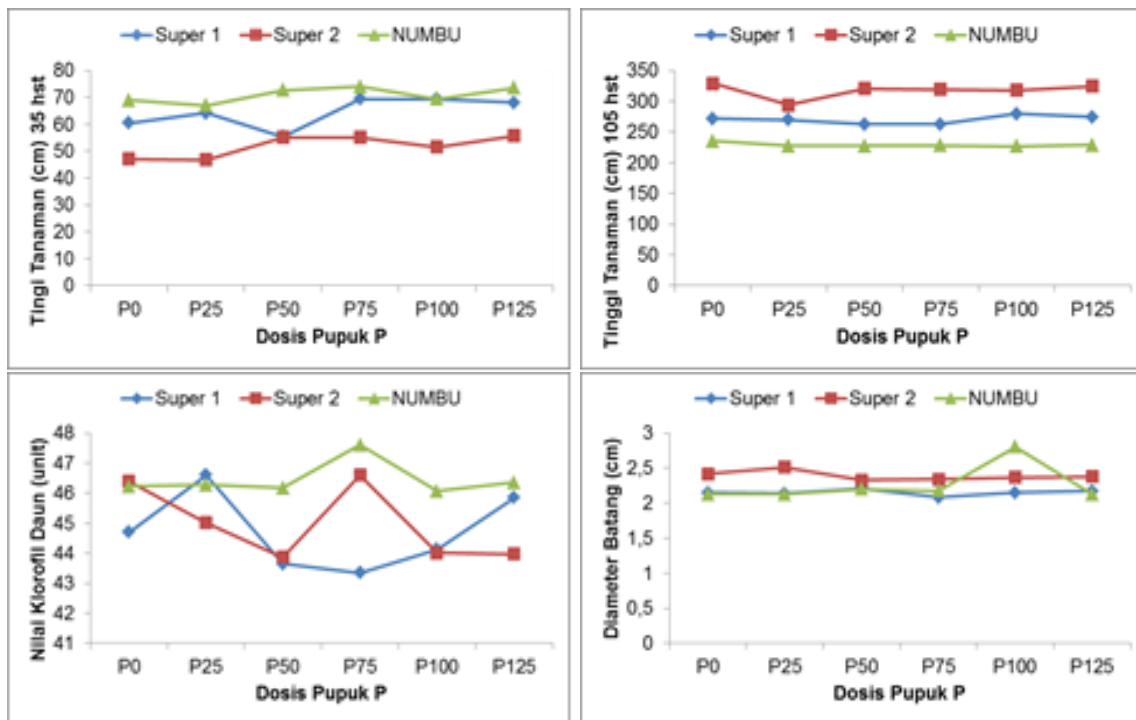 Super 1 Super 2 NUMBU
Tingi Tanaman (cm) 35 hst
80
70
60
50
40
30
20
10
0
P0 P25 P50 P75 P100 P125
Dosis Pupuk P
Super 1 Super 2 NUMBU
Tinggi Tanaman (cm) 105 hst
350
300
250
200
150
100
50
0
P0 P25 P50 P75 P100 P125
Dosis Pupuk P
Super 1 Super 2 NUMBU
Nilai Klorofil Daun (unit)
48
47
46
45
44
43
42
41
P0 P25 P50 P75 P100 P125
Dosis Pupuk P
Super 1 Super 2 NUMBU
Diameter Batang (cm)
3
2,5
2
1,5
1
0,5
0
P0 P25 P50 P75 P100 P125
Dosis Pupuk P